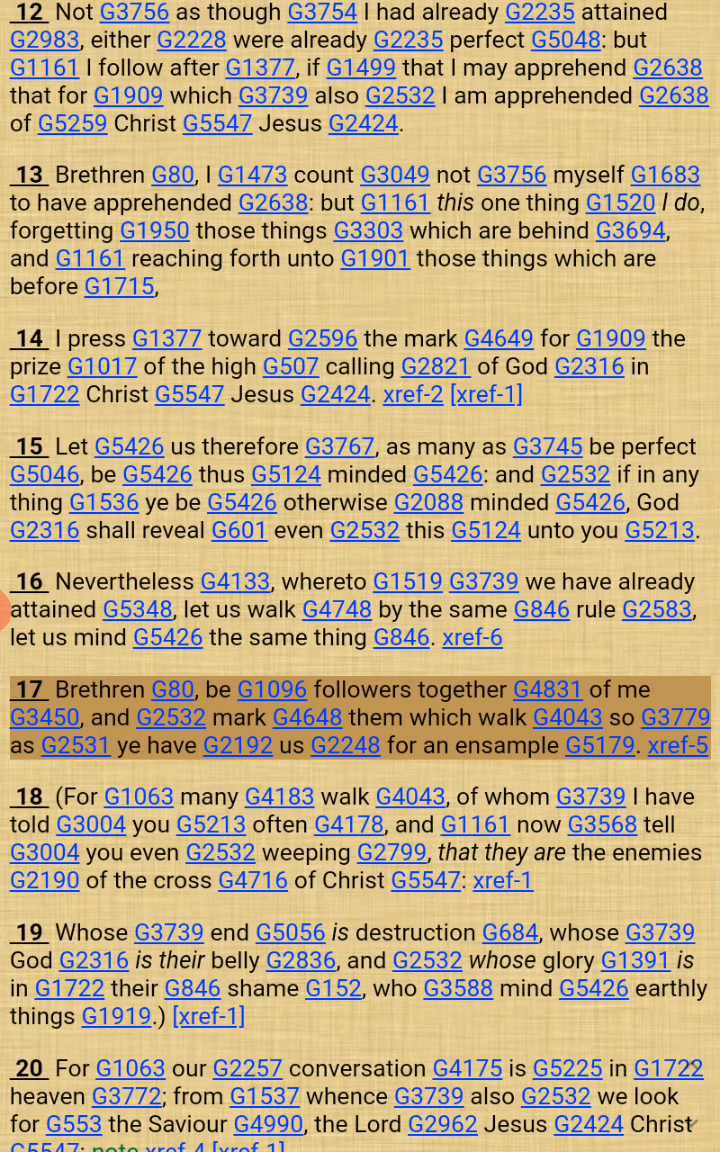 12 Not G3756 as though G3754 I had already G2235 attained
G2983, either G2228 were already G2235 perfect G5048: but
G1161 I follow after G1377, if G1499 that I may apprehend G2638
that for G1909 which G3739 also G2532 I am apprehended G2638
of G5259 Christ G5547 Jesus G2424.
13 Brethren G80, I G1473 count G3049 not G3756 myself G1683
to have apprehended G2638: but G1161 this one thing G1520 I do,
forgetting G1950 those things G3303 which are behind G3694,
and G1161 reaching forth unto G1901 those things which are
before G1715,
14 I press G1377 toward G2596 the mark G4649 for G1909 the
prize G1017 of the high G507 calling G2821 of God G2316 in
G1722 Christ G5547 Jesus G2424. xref-2 [xref-1]
15 Let G5426 us therefore G3767, as many as G3745 be perfect
G5046, be G5426 thus G5124 minded G5426: and G2532 if in any
thing G1536 ye be G5426 otherwise G2088 minded G5426, God
G2316 shall reveal G601 even G2532 this G5124 unto you G5213.
16 Nevertheless G4133, whereto G1519 G3739 we have already
attained G5348, let us walk G4748 by the same G846 rule G2583,
let us mind G5426 the same thing G846. xref-6
17 Brethren G80, be G1096 followers together G4831 of me
G3450, and G2532 mark G4648 them which walk G4043 so G3779
as G2531 ye have G2192 us G2248 for an ensample G5179. xref-5
18 (For G1063 many G4183 walk G4043, of whom G3739 I have
told G3004 you G5213 often G4178, and G1161 now G3568 tell
G3004 you even G2532 weeping G2799, that they are the enemies
G2190 of the cross G4716 of Christ G5547: xref-1
19 Whose G3739 end G5056 is destruction G684, whose G3739
God G2316 is their belly G2836, and G2532 whose glory G1391 is
in G1722 their G846 shame G152, who G3588 mind G5426 earthly
things G1919.) [xref-1]
20 For G1063 our G2257 conversation G4175 is G5225 in G1722
heaven G3772; from G1537 whence G3739 also G2532 we look
for G553 the Saviour G4990, the Lord G2962 Jesus G2424 Christ
G5547: note xref-4 [xref-1]